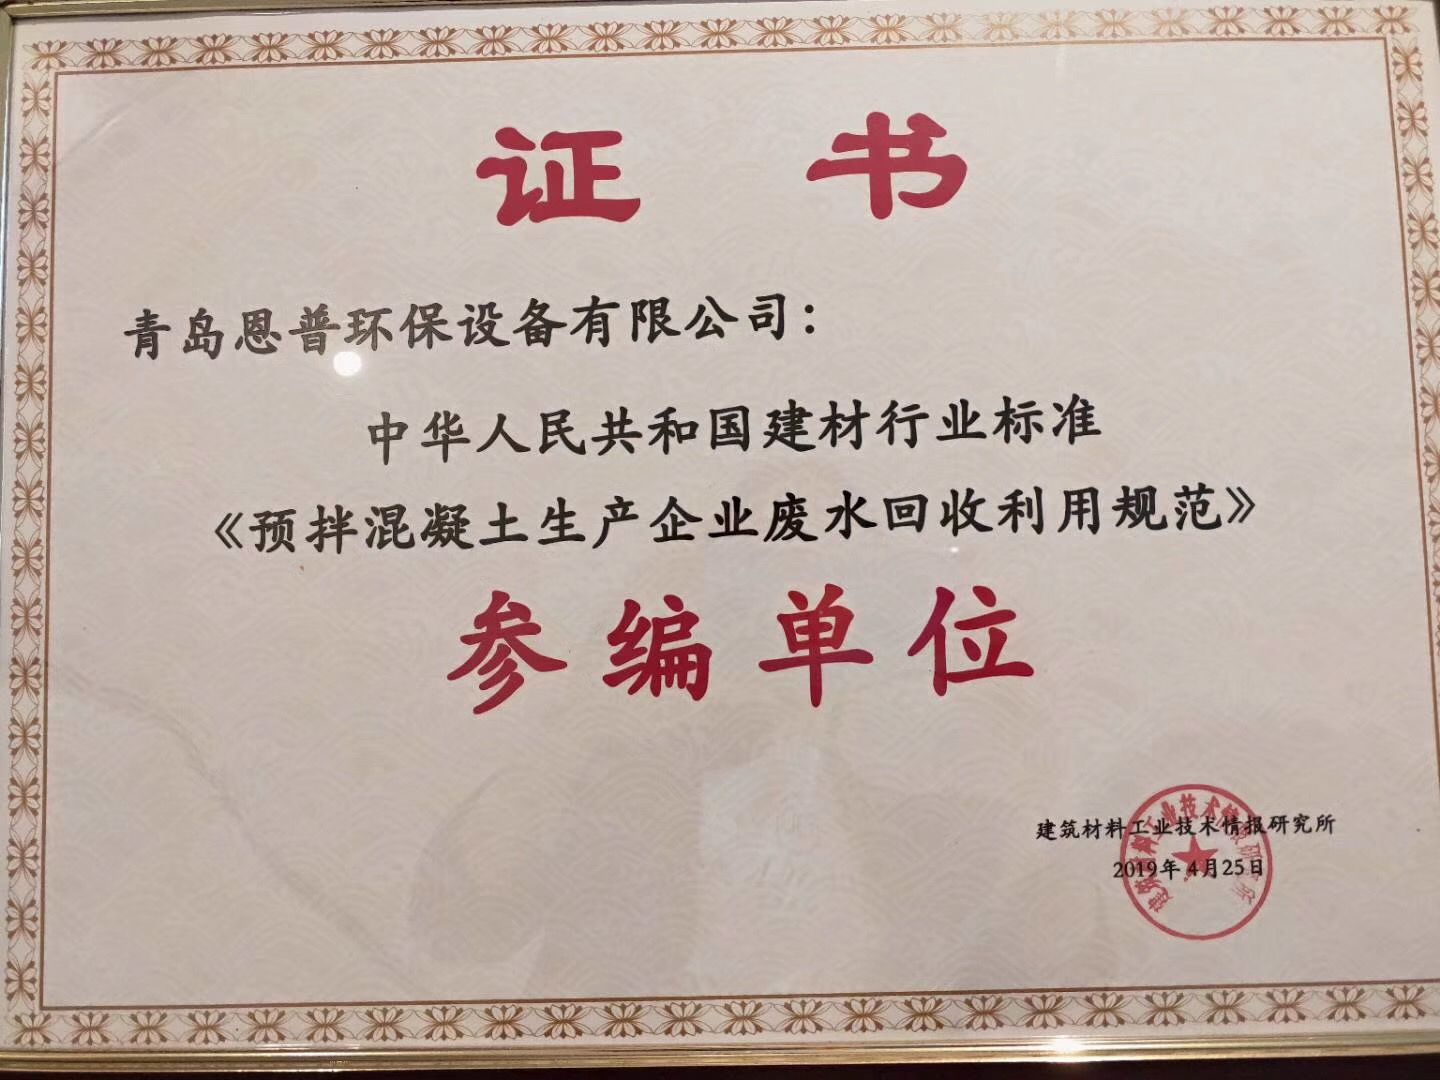 证 书
青岛恩普环保设备有限公司：
中华人民共和国建材行业标准
《预拌混凝土生产企业废水回收利用规范》
参编单位
建筑材料工业技术情报研究所
2019年4月25日